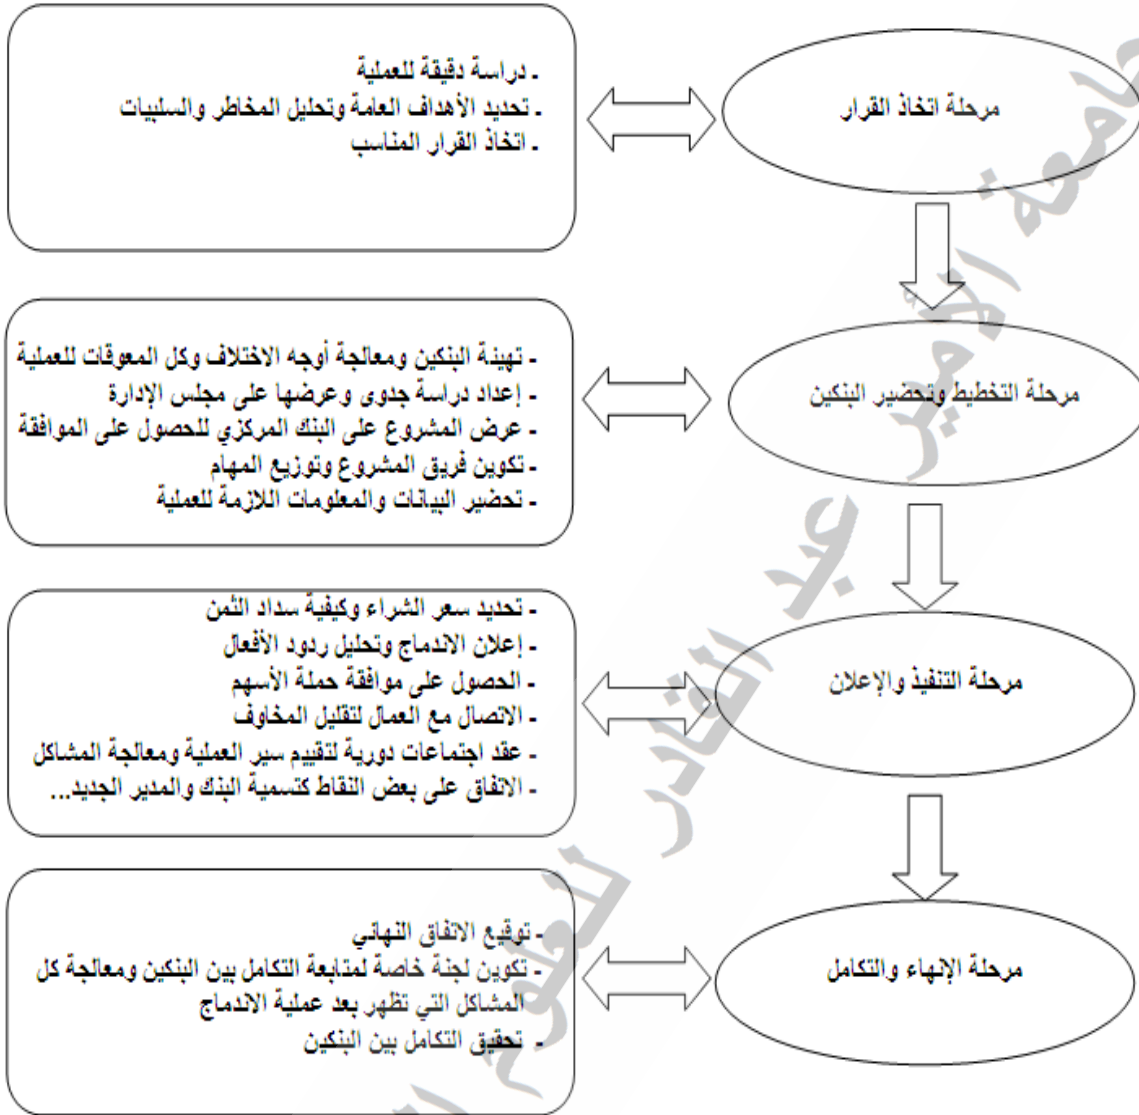 مرحلة اتخاذ القرار
- دراسة دقيقة للعملية
- تحديد الأهداف العامة وتحليل المخاطر والسلبيات
- اتخاذ القرار المناسب
مرحلة التخطيط وتحضير البنكين
- تهيئة البنكين ومعالجة أوجه الاختلاف وكل المعوقات للعملية
- إعداد دراسة جدوى وعرضها على مجلس الإدارة
- عرض المشروع على البنك المركزي للحصول على الموافقة
- تكوين فريق المشروع وتوزيع المهام
- تحضير البيانات والمعلومات اللازمة للعملية
مرحلة التنفيذ والإعلان
- تحديد سعر الشراء وكيفية سداد الثمن
- إعلان الاندماج وتحليل ردود الأفعال
- الحصول على موافقة حملة الأسهم
- الاتصال مع العمال لتقليل المخاوف
- عقد اجتماعات دورية لتقييم سير العملية ومعالجة المشاكل
- الاتفاق على بعض النقاط كتسمية البنك والمدير الجديد...
مرحلة الإنهاء والتكامل
- توقيع الاتفاق النهائي
- تكوين لجنة خاصة لمتابعة التكامل بين البنكين ومعالجة كل
المشاكل التي تظهر بعد عملية الاندماج
- تحقيق التكامل بين البنكين
جامعة الأمير عبد القادر للعلوم